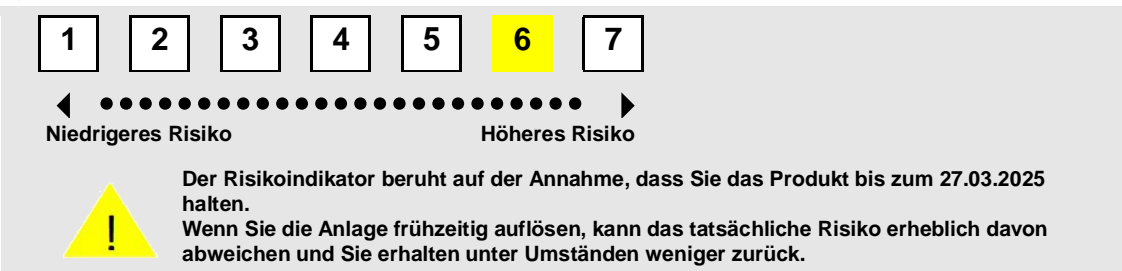 1 2 3 4 5 6 7
Niedrigeres Risiko Höheres Risiko
Der Risikoindikator beruht auf der Annahme, dass Sie das Produkt bis zum 27.03.2025
halten.
Wenn Sie die Anlage frühzeitig auflösen, kann das tatsächliche Risiko erheblich davon
abweichen und Sie erhalten unter Umständen weniger zurück.
!